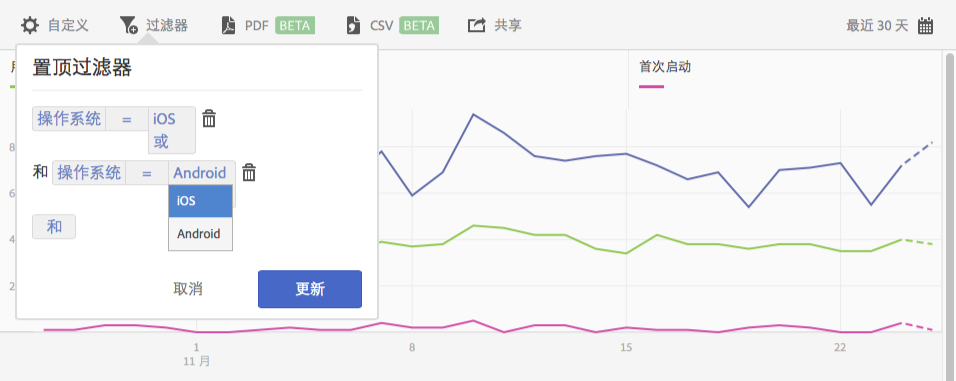 自定义 过滤器 PDF BETA CSV BETA 共享 最近 30 天
置顶过滤器
首次启动
操作系统 = iOS
或
和 操作系统 = Android
iOS
Android
和
取消 更新
8
6
4
2
1 8 15 22
11 月